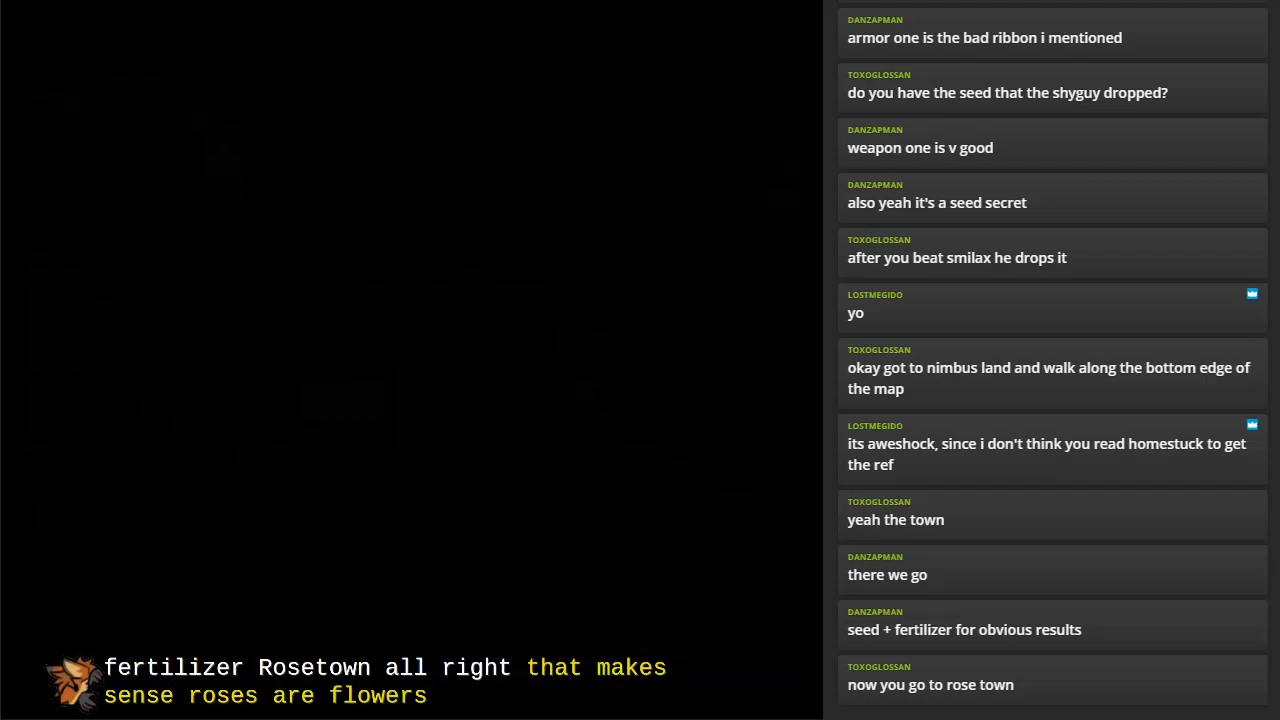 DANZAPMAN
armor one is the bad ribbon i mentioned
TOXOGLOSSAN
do you have the seed that the shyguy dropped?
DANZAPMAN
weapon one is v good
DANZAPMAN
also yeah it's a seed secret
TOXOGLOSSAN
after you beat smilax he drops it
LOSTMEGIDO
yo
TOXOGLOSSAN
okay got to nimbus land and walk along the bottom edge of
the map
LOSTMEGIDO
its aweshock, since i don't think you read homestuck to get
the ref
TOXOGLOSSAN
yeah the town
DANZAPMAN
there we go
DANZAPMAN
seed + fertilizer for obvious results
TOXOGLOSSAN
now you go to rose town
fertilizer Rosetown all right that makes
sense roses are flowers